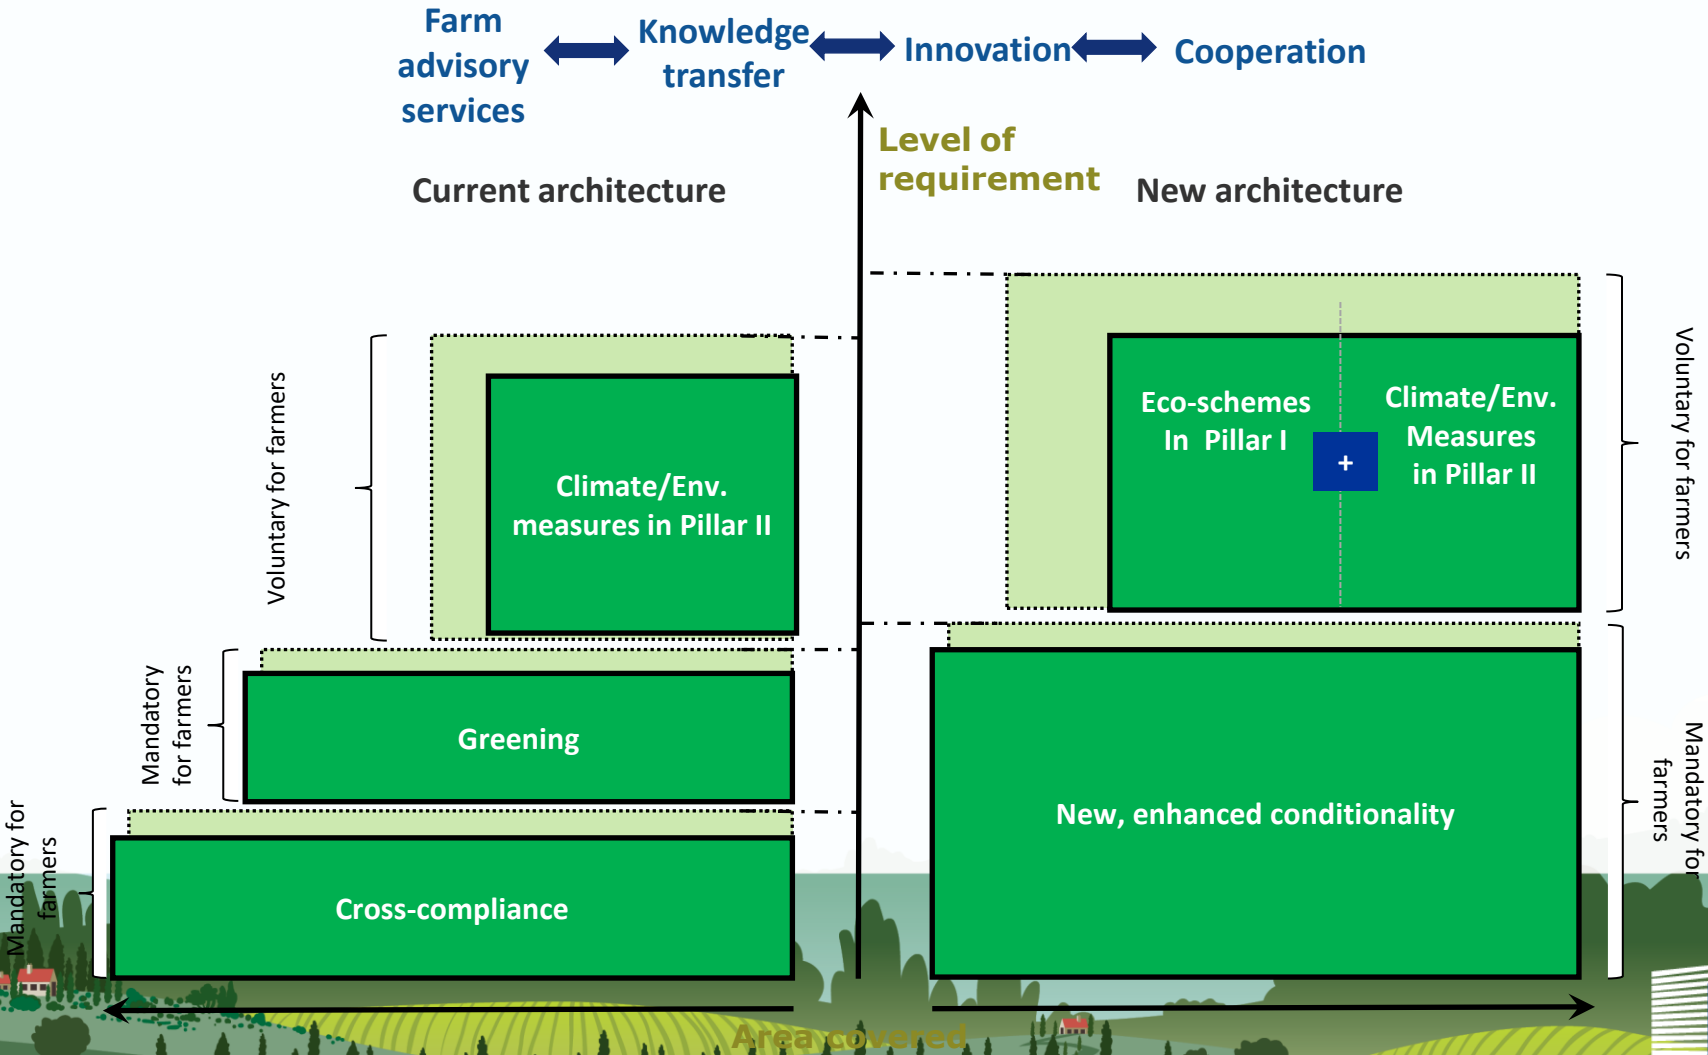 Farm
advisory
services
Knowledge
transfer
Innovation
Cooperation
Level of
requirement
Current architecture
New architecture
Voluntary for farmers
Climate/Env.
measures in Pillar II
Mandatory
for farmers
Greening
Mandatory for
farmers
Cross-compliance
Eco-schemes
In Pillar I
+
Climate/Env.
Measures
in Pillar II
Voluntary for farmers
New, enhanced conditionality
Mandatory for
farmers
Area covered